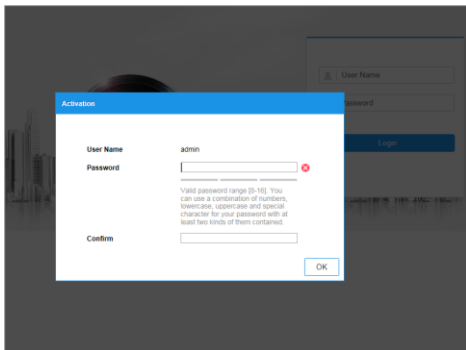 User Name
Password
Login
Activation
User Name
admin
Password
Valid password range [8-16]. You
can use a combination of numbers,
lowercase, uppercase and special
character for your password with at
least two kinds of them contained.
Confirm
OK